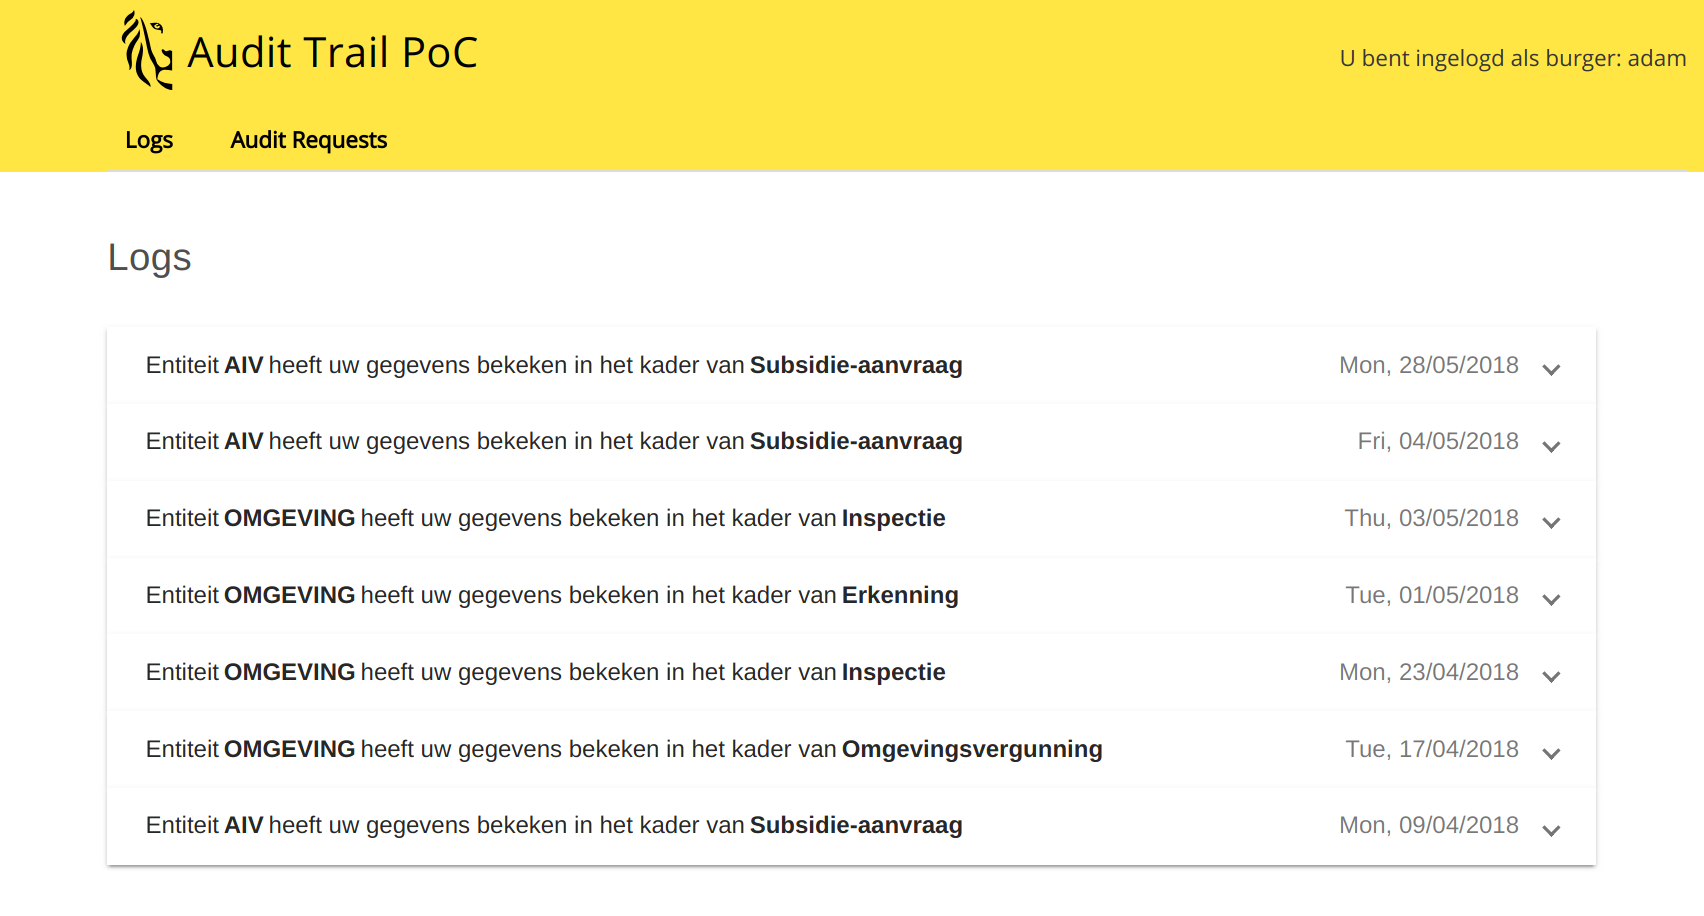 Audit Trail PoC
U bent ingelogd als burger: adam
Logs Audit Requests
Logs
Entiteit AIV heeft uw gegevens bekeken in het kader van Subsidie-aanvraag Mon, 28/05/2018
Entiteit AIV heeft uw gegevens bekeken in het kader van Subsidie-aanvraag Fri, 04/05/2018
Entiteit OMGEVING heeft uw gegevens bekeken in het kader van Inspectie Thu, 03/05/2018
Entiteit OMGEVING heeft uw gegevens bekeken in het kader van Erkenning Tue, 01/05/2018
Entiteit OMGEVING heeft uw gegevens bekeken in het kader van Inspectie Mon, 23/04/2018
Entiteit OMGEVING heeft uw gegevens bekeken in het kader van Omgevingsvergunning Tue, 17/04/2018
Entiteit AIV heeft uw gegevens bekeken in het kader van Subsidie-aanvraag Mon, 09/04/2018